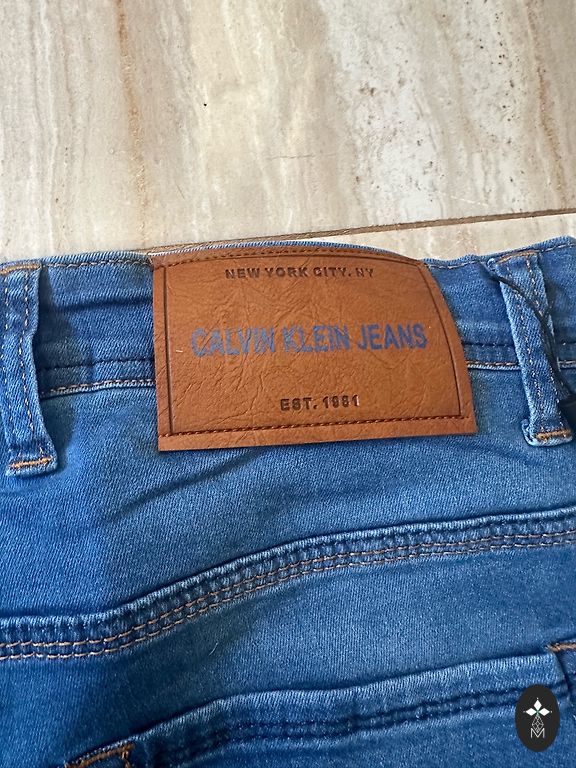 NEW YORK CITY, NY
CALVIN KLEIN JEANS
EST. 1981
M